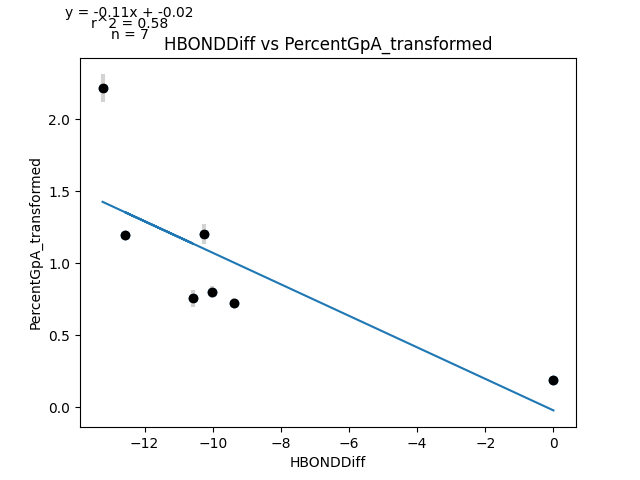 y = -0.11x + -0.02
r^2 = 0.58
n = 7
HBONDDiff vs PercentGpA_transformed
PercentGpA_transformed
2.0
1.5
1.0
0.5
0.0
−12
−10
−8
−6
−4
−2
0
HBONDDiff